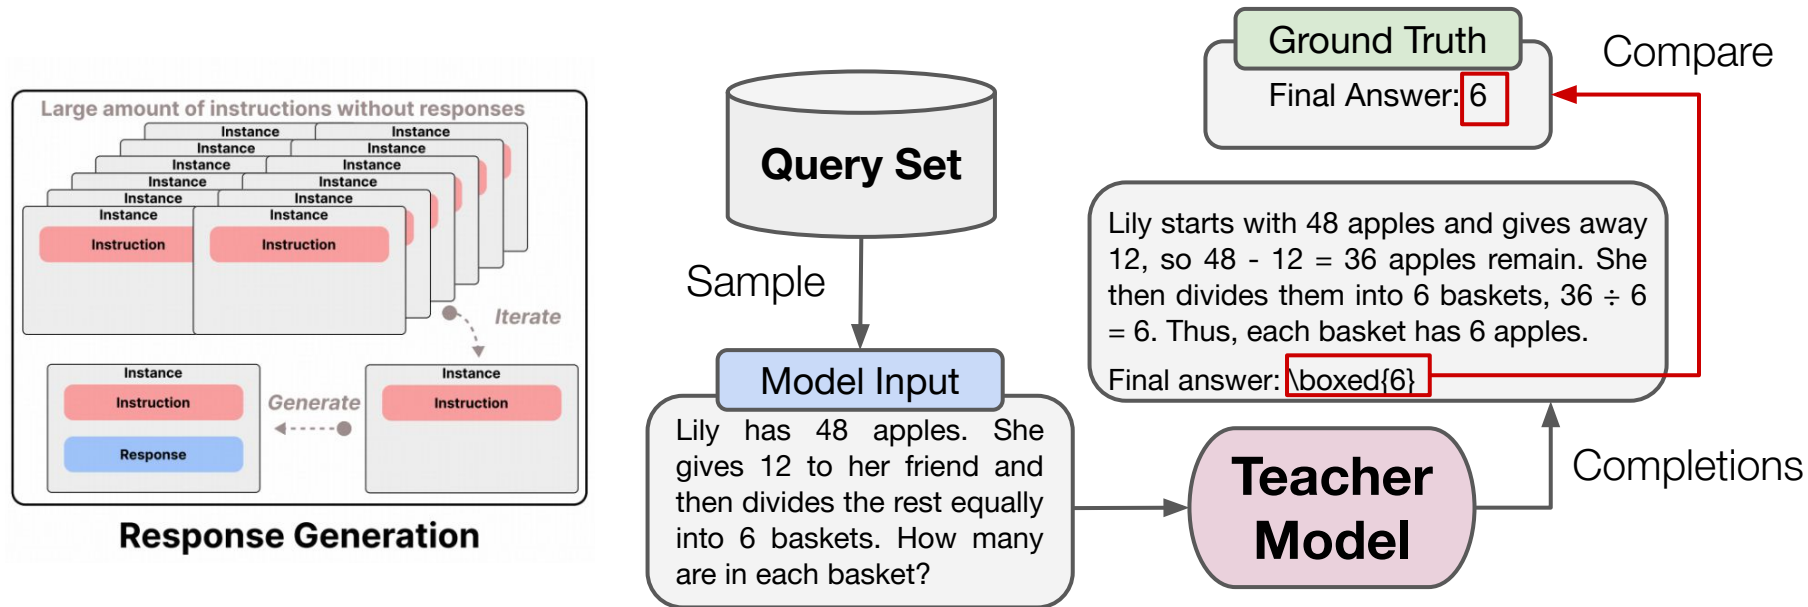 Large amount of instructions without responses
Instance
Instance
Instance
Instance
Instance
Instance
Instance
Instance
Instance
Instance
Instance
Instance
Instruction
Instruction
Iterate
Instance
Instruction
Response
Generate
Instance
Instruction
Response Generation
Query Set
Sample
Model Input
Lily has 48 apples. She
gives 12 to her friend and
then divides the rest equally
into 6 baskets. How many
are in each basket?
Teacher
Model
Completions
Lily starts with 48 apples and gives away
12, so 48 - 12 = 36 apples remain. She
then divides them into 6 baskets, 36 ÷ 6
= 6. Thus, each basket has 6 apples.
Final answer: \boxed{6}
Compare
Ground Truth
Final Answer: 6